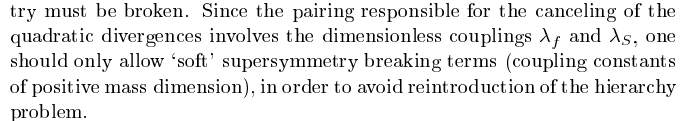 try must be broken. Since the pairing responsible for the canceling of the
quadratic divergences involves the dimensionless couplings λ_f and λ_S, one
should only allow ‘soft’ supersymmetry breaking terms (coupling constants
of positive mass dimension), in order to avoid reintroduction of the hierarchy
problem.